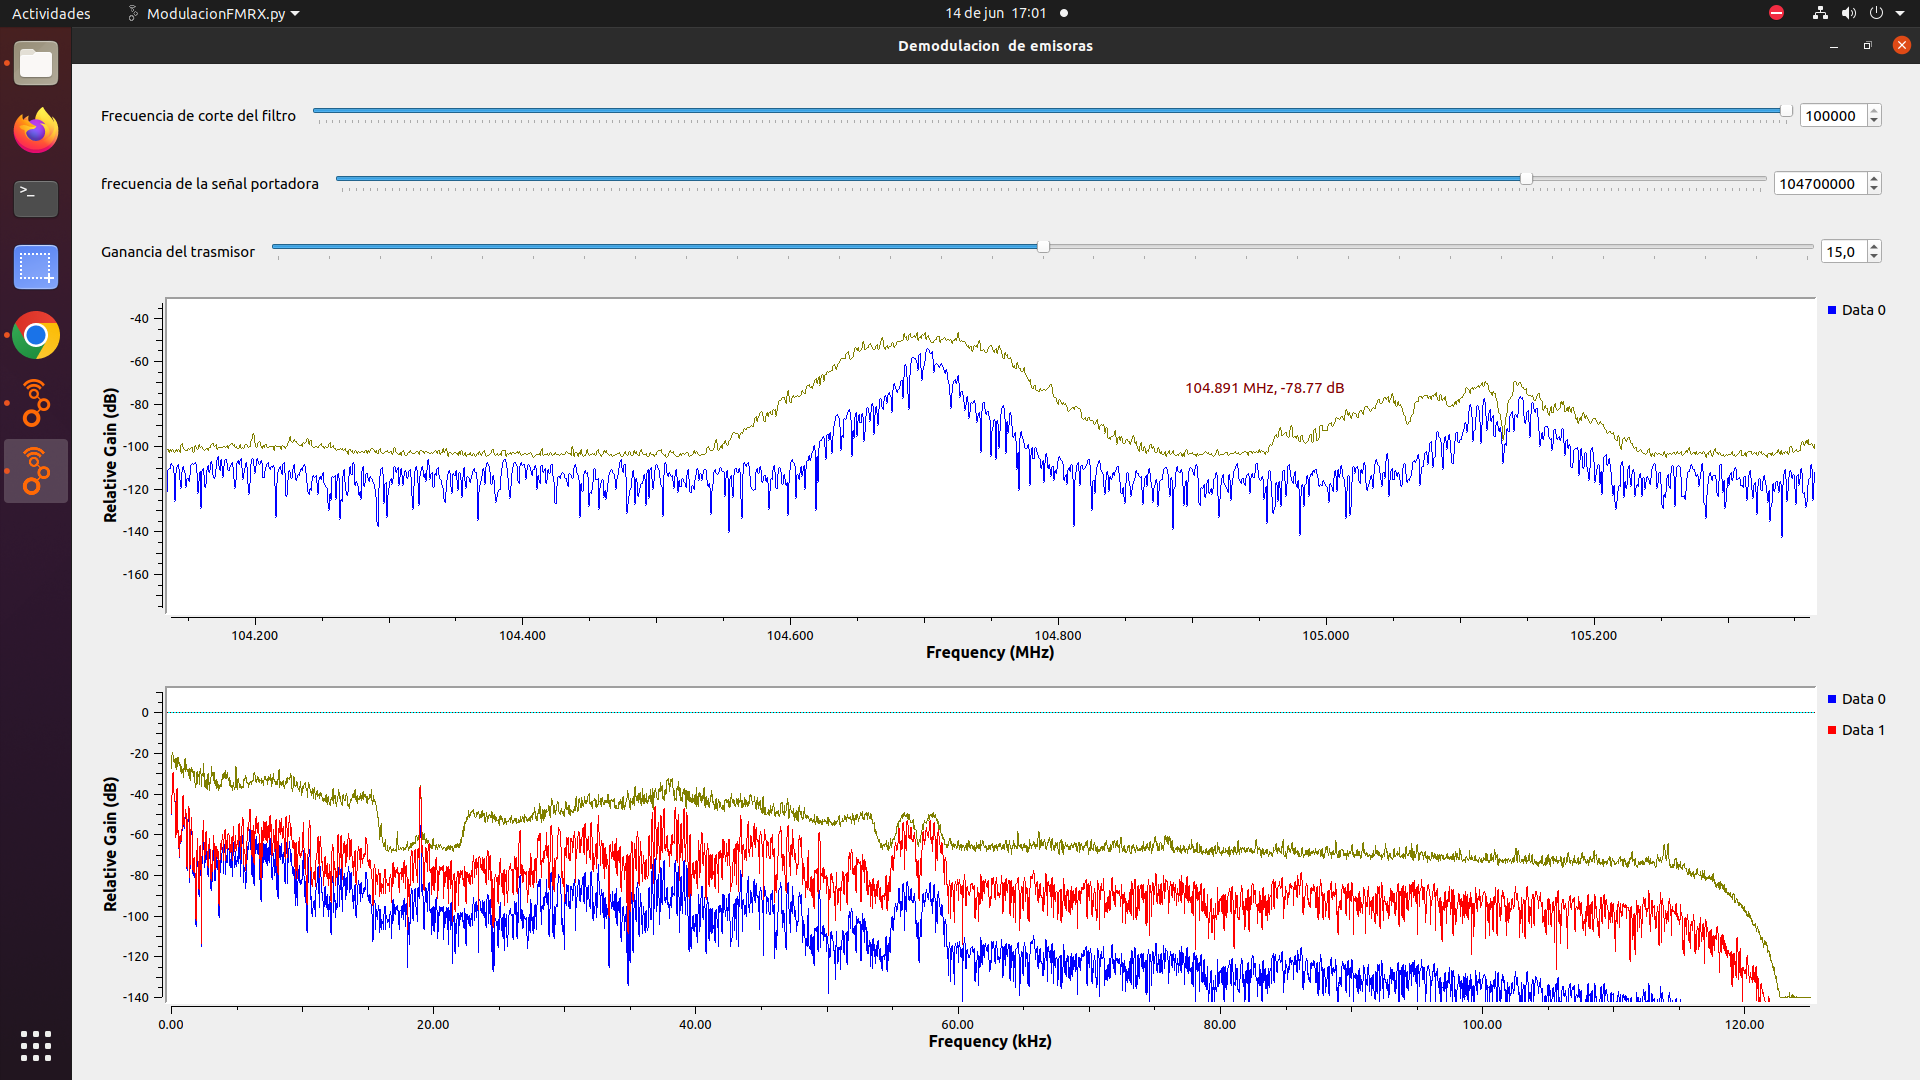 Actividades ModulacionFMRX.py 14 de jun 17:01
Demodulacion de emisoras
Frecuencia de corte del filtro 100000
frecuencia de la señal portadora 104700000
Ganancia del trasmisor 15,0
Data 0
Relative Gain (dB)
-40
-60
-80
-100
-120
-140
-160
104.891 MHz, -78.77 dB
104.200 104.400 104.600 104.800 105.000 105.200
Frequency (MHz)
Data 0
Data 1
Relative Gain (dB)
0
-20
-40
-60
-80
-100
-120
-140
0.00 20.00 40.00 60.00 80.00 100.00 120.00
Frequency (kHz)